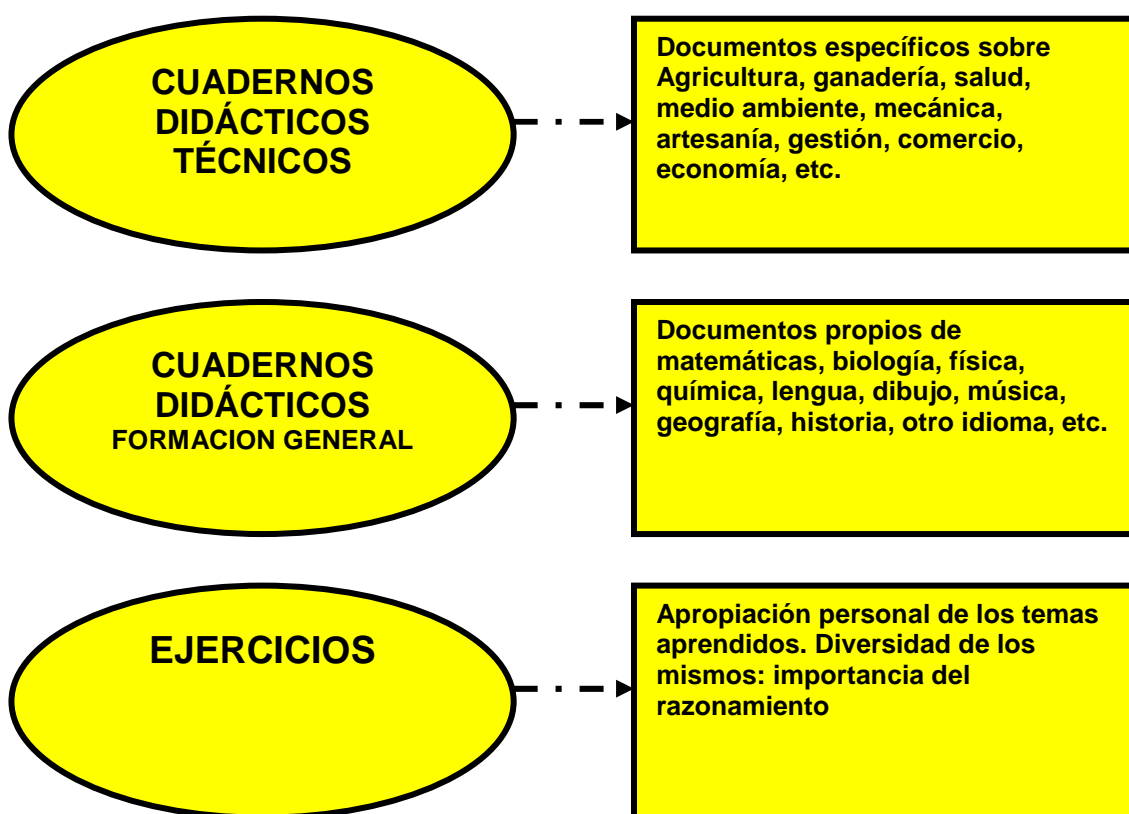 CUADERNOS
DIDÁCTICOS
TÉCNICOS
Documentos específicos sobre
Agricultura, ganadería, salud,
medio ambiente, mecánica,
artesanía, gestión, comercio,
economía, etc.
CUADERNOS
DIDÁCTICOS
FORMACION GENERAL
Documentos propios de
matemáticas, biología, física,
química, lengua, dibujo, música,
geografía, historia, otro idioma, etc.
EJERCICIOS
Apropiación personal de los temas
aprendidos. Diversidad de los
mismos: importancia del
razonamiento